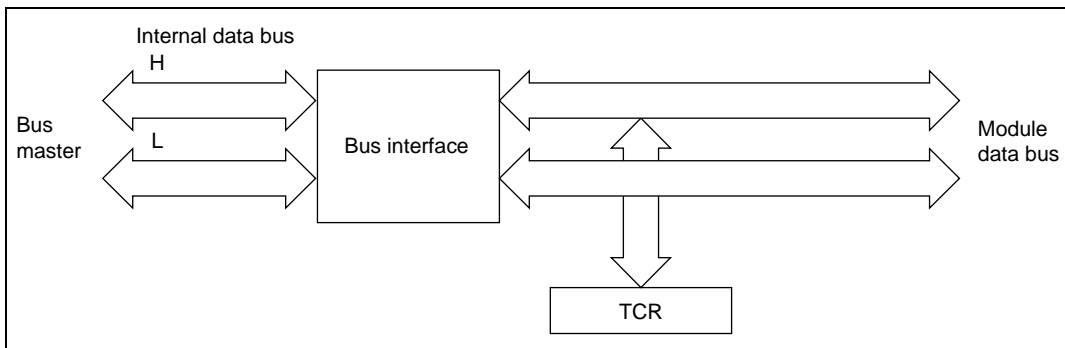 Internal data bus
H
Bus
master
L
Bus interface
Module
data bus
TCR